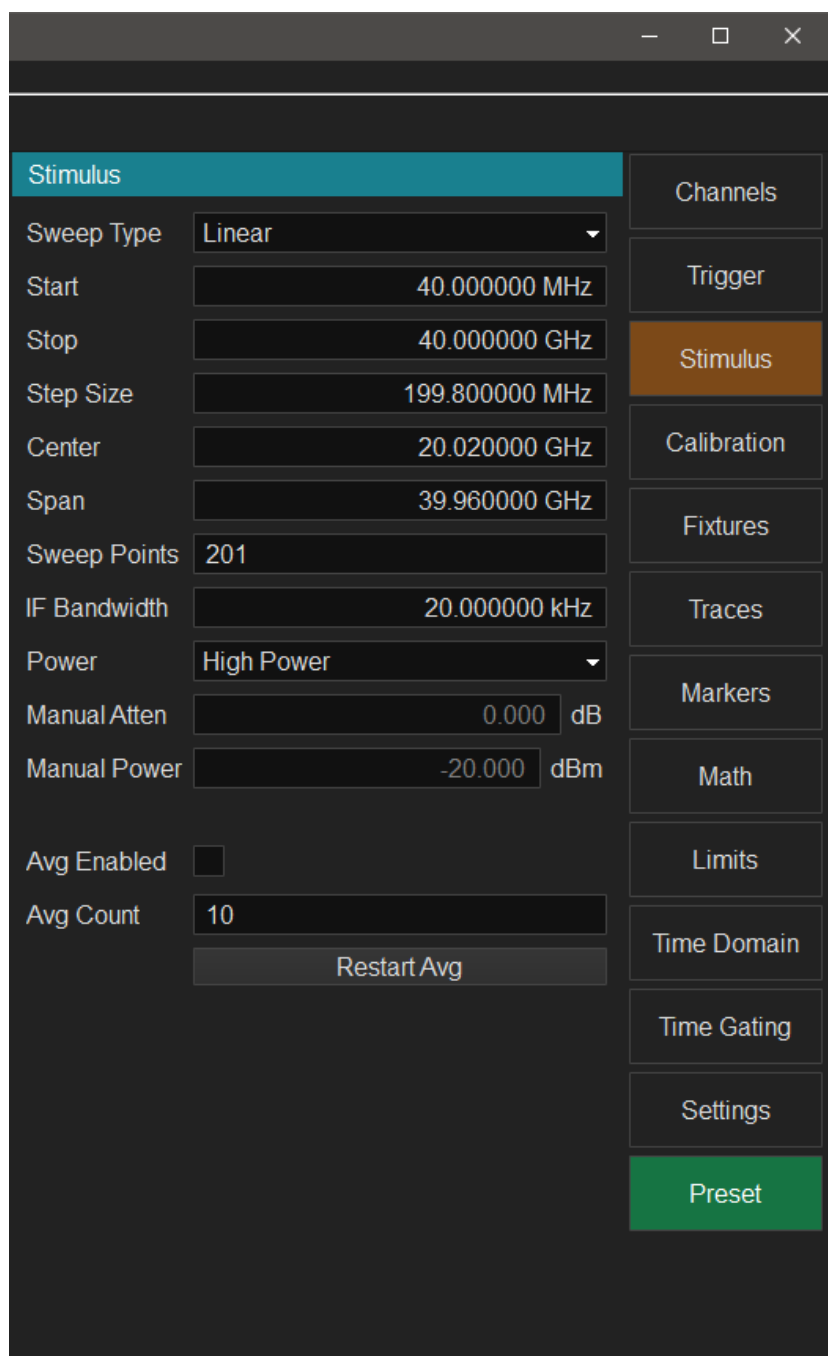 Stimulus
Sweep Type Linear
Start 40.000000 MHz
Stop 40.000000 GHz
Step Size 199.800000 MHz
Center 20.020000 GHz
Span 39.960000 GHz
Sweep Points 201
IF Bandwidth 20.000000 kHz
Power High Power
Manual Atten 0.000 dB
Manual Power -20.000 dBm
Avg Enabled
Avg Count 10
Restart Avg
Channels
Trigger
Stimulus
Calibration
Fixtures
Traces
Markers
Math
Limits
Time Domain
Time Gating
Settings
Preset